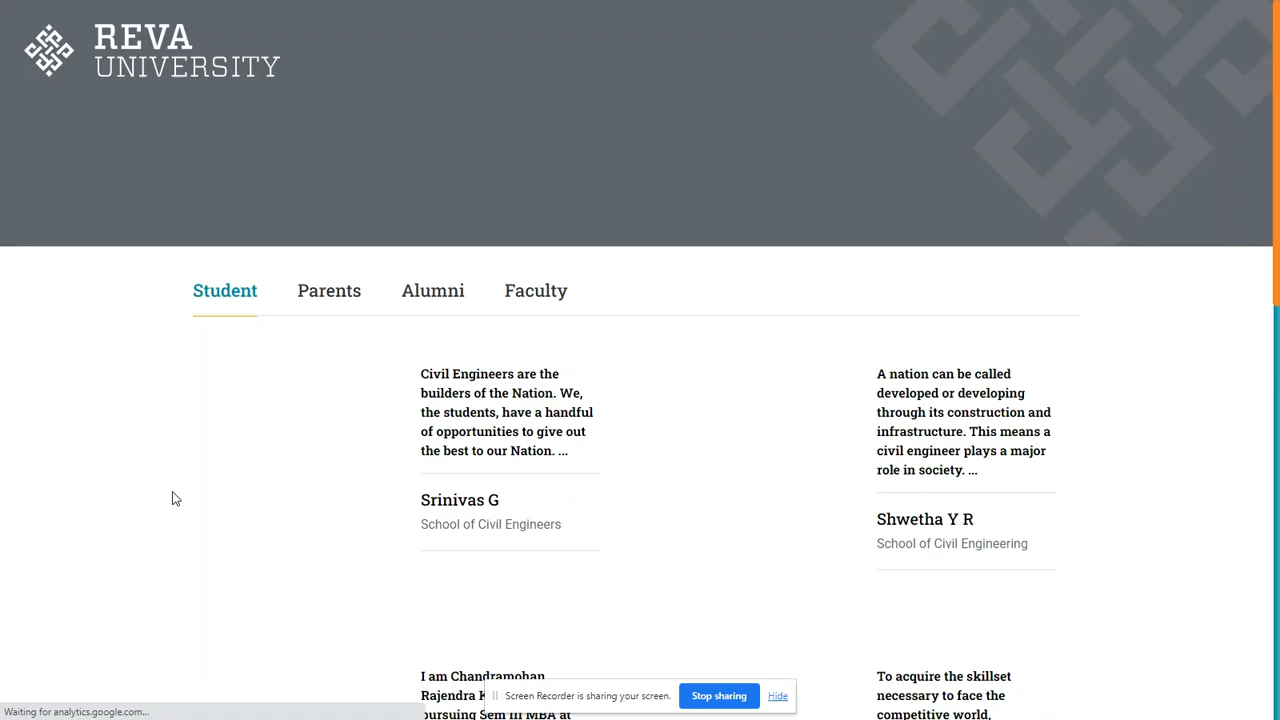 REVA
UNIVERSITY
Student
Parents
Alumni
Faculty
Civil Engineers are the
builders of the Nation. We,
the students, have a handful
of opportunities to give out
the best to our Nation. ...
Srinivas G
School of Civil Engineers
A nation can be called
developed or developing
through its construction and
infrastructure. This means a
civil engineer plays a major
role in society. ...
Shwetha Y R
School of Civil Engineering
I am Chandramohan
Rajendra
pursuing Sem III MBA at
To acquire the skillset
necessary to face the
competitive world,
Screen Recorder is sharing your screen.
Stop sharing
Hide
Waiting for analytics.google.com...